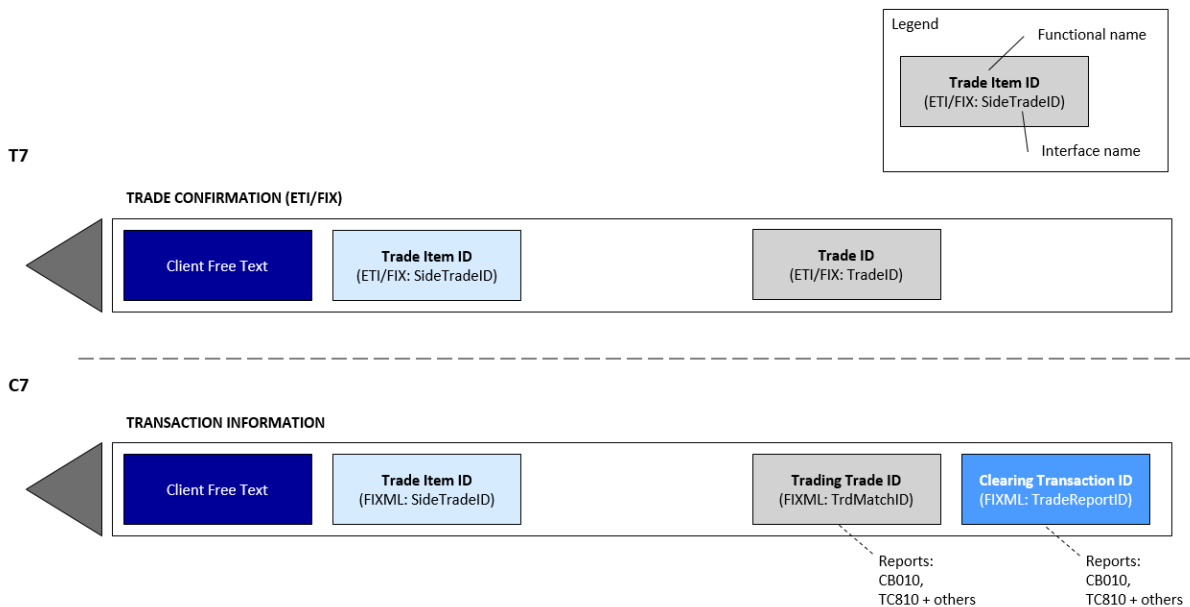 Legend
Functional name
Trade Item ID
(ETI/FIX: SideTradeID)
Interface name
T7
TRADE CONFIRMATION (ETI/FIX)
Client Free Text
Trade Item ID
(ETI/FIX: SideTradeID)
Trade ID
(ETI/FIX: TradeID)
C7
TRANSACTION INFORMATION
Client Free Text
Trade Item ID
(FIXML: SideTradeID)
Trading Trade ID
(FIXML: TrdMatchID)
Clearing Transaction ID
(FIXML: TradeReportID)
Reports:
CB010,
TC810 + others
Reports:
CB010,
TC810 + others